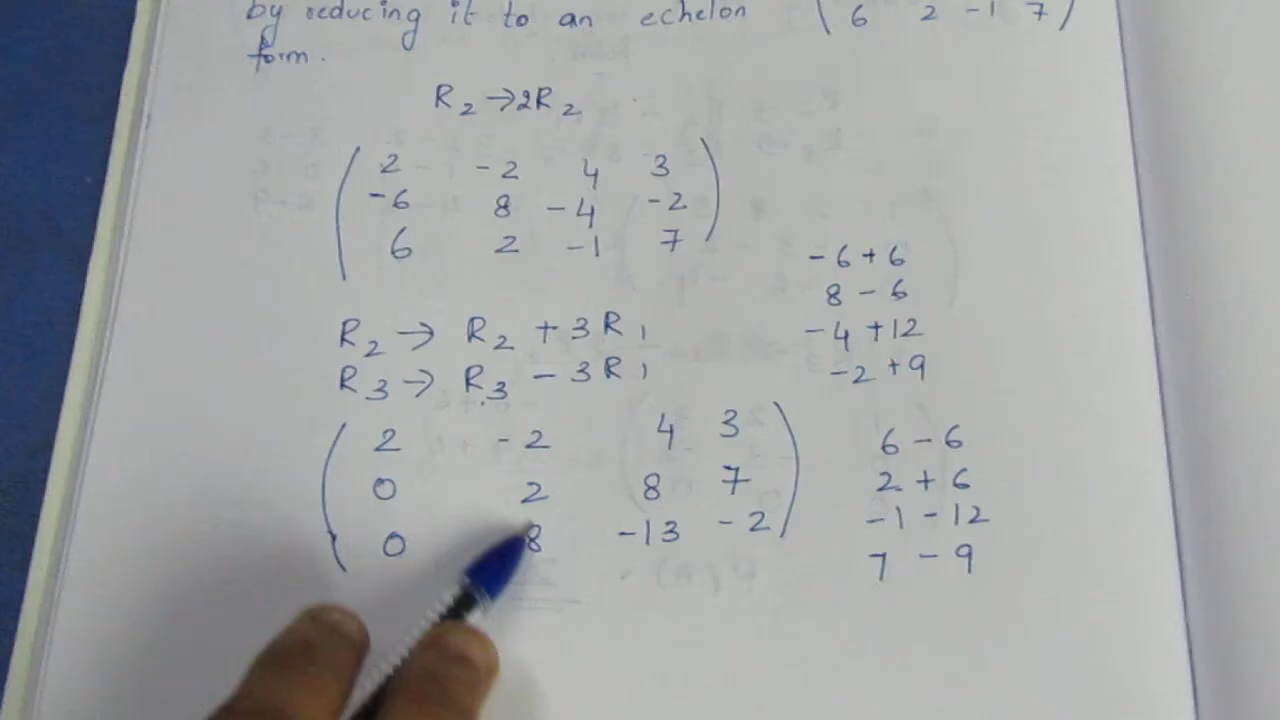 by reducing it to an echelon ( 6 2 -1 7 )
form.
R2 → 2R2
( 2 -2 4 3
-6 8 -4 -2
6 2 -1 7 )
-6 + 6
8 - 6
-4 + 12
-2 + 9
R2 → R2 + 3R1
R3 → R3 - 3R1
( 2 -2 4 3
0 2 8 7
0 8 -13 -2 )
6 - 6
2 + 6
-1 - 12
7 - 9